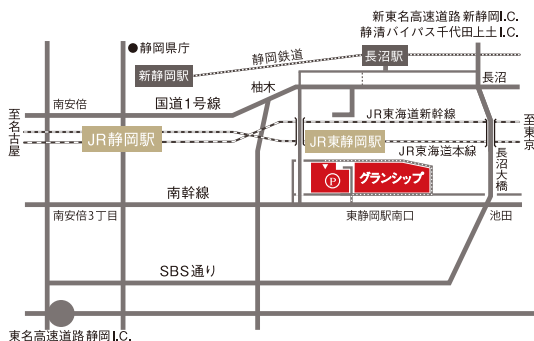 新東名高速道路 新静岡I.C.
静清バイパス千代田上土I.C.
静岡県庁
静岡鉄道
長沼駅
新静岡駅
柚木
長沼
南安倍
国道1号線
JR東海道新幹線
至名古屋
JR静岡駅
JR東静岡駅
至東京
JR東海道本線
長沼大橋
P
グランシップ
南幹線
南安倍3丁目
東静岡駅南口
池田
SBS通り
東名高速道路 静岡I.C.